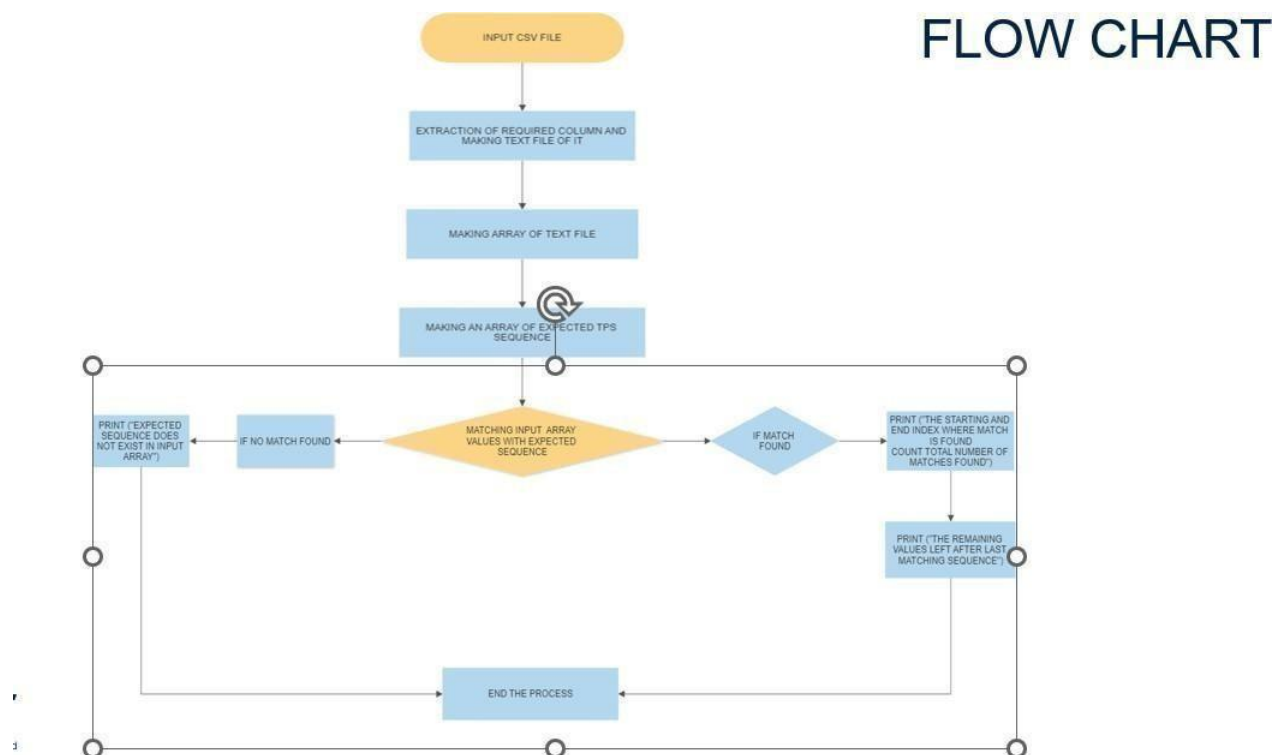 FLOW CHART
INPUT CSV FILE
EXTRACTION OF REQUIRED COLUMN AND
MAKING TEXT FILE OF IT
MAKING ARRAY OF TEXT FILE
MAKING AN ARRAY OF EXPECTED TPS
SEQUENCE
PRINT ("EXPECTED
SEQUENCE DOES
NOT EXIST IN INPUT
ARRAY")
IF NO MATCH FOUND
MATCHING INPUT ARRAY
VALUES WITH EXPECTED
SEQUENCE
IF MATCH
FOUND
PRINT ("THE STARTING AND
END INDEX WHERE MATCH
IS FOUND
COUNT TOTAL NUMBER OF
MATCHES FOUND")
PRINT ("THE REMAINING
VALUES LEFT AFTER LAST
MATCHING SEQUENCE")
END THE PROCESS